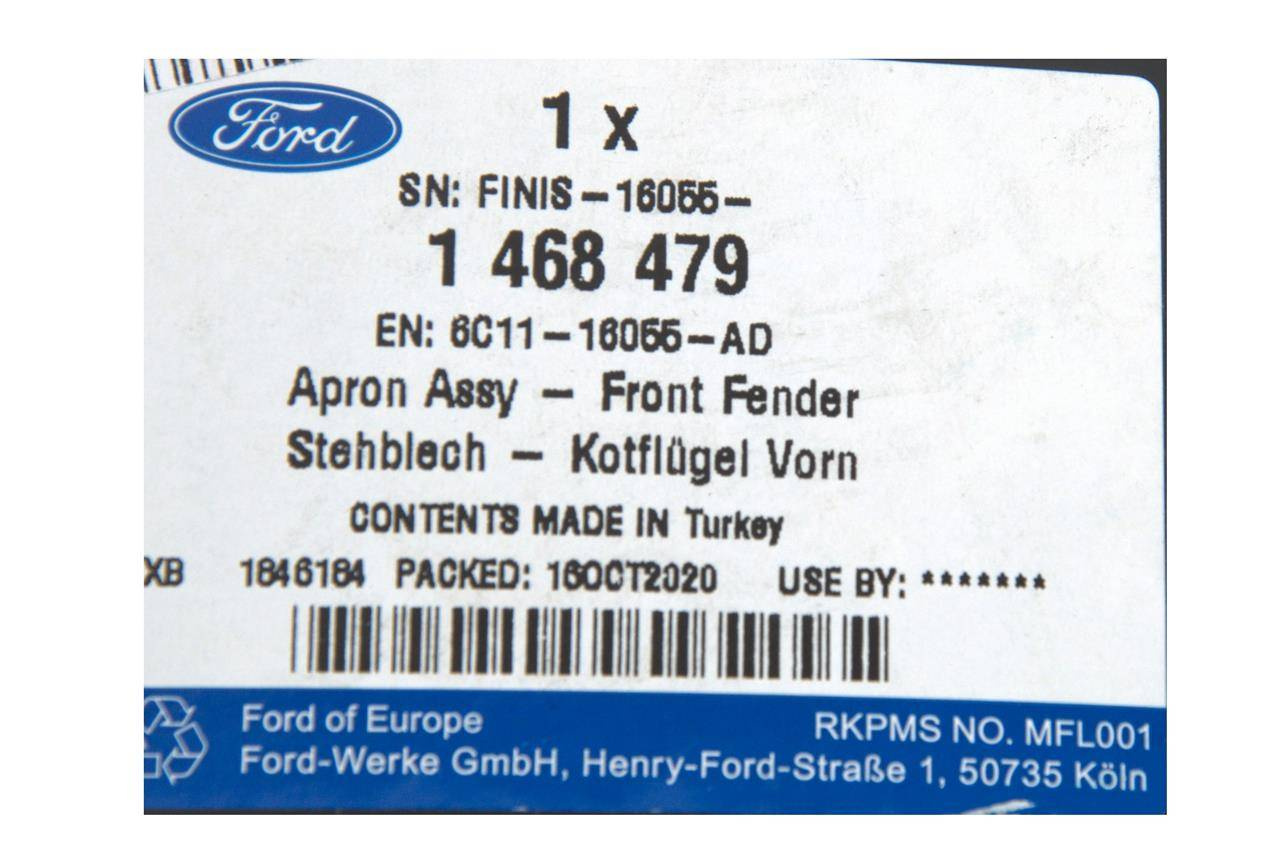 Ford
1 x
SN: FINIS-16055-
1 468 479
EN: 6C11-16055-AD
Apron Assy - Front Fender
Stehblech - Kotflügel Vorn
CONTENTS MADE IN Turkey
XB 1846184 PACKED: 16OCT2020 USE BY: *******
Ford of Europe RKPMS NO. MFL001
Ford-Werke GmbH, Henry-Ford-Straße 1, 50735 Köln